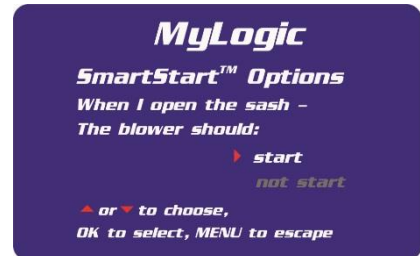 MyLogic
SmartStart™ Options
When I open the sash –
The blower should:
start
not start
or to choose,
OK to select, MENU to escape